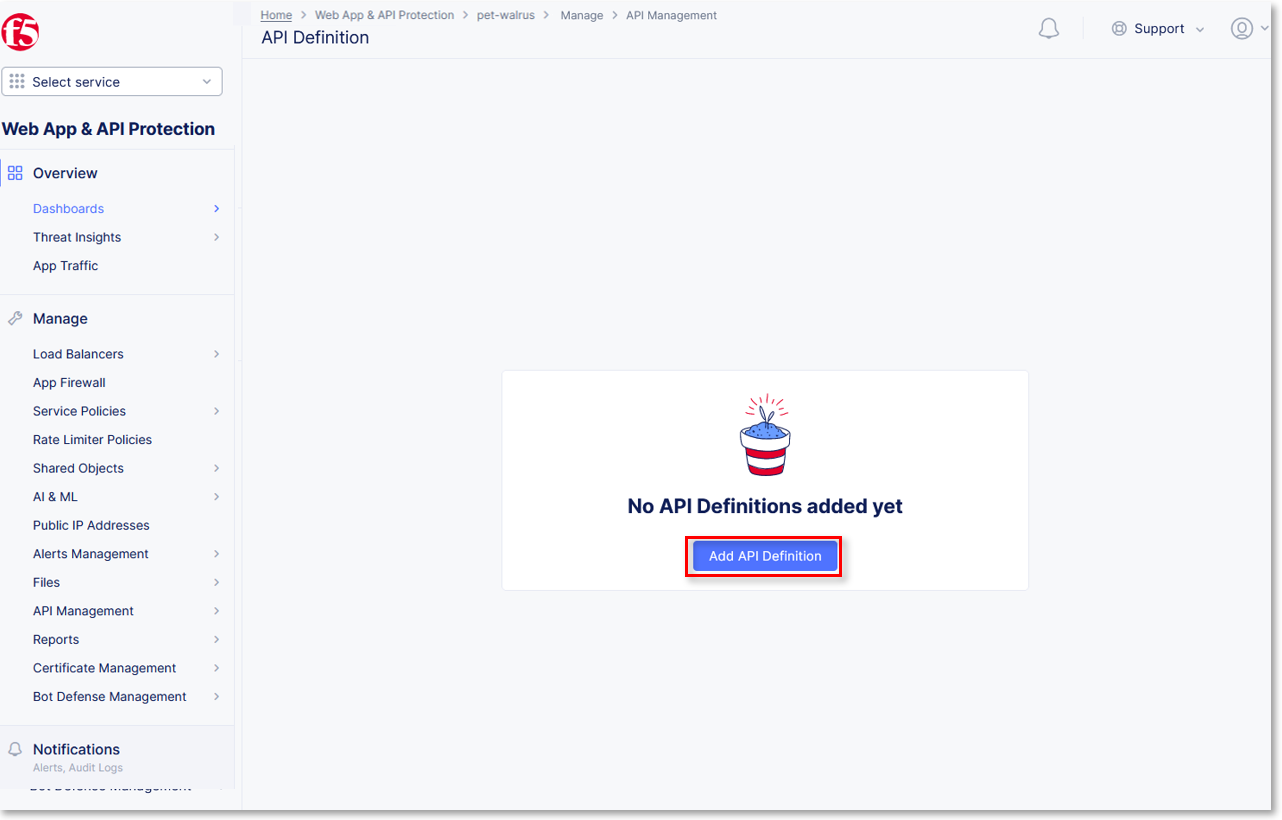 Home > Web App & API Protection > pet-walrus > Manage > API Management
API Definition
Support
f5
Select service
Web App & API Protection
Overview
Dashboards
Threat Insights
App Traffic
Manage
Load Balancers
App Firewall
Service Policies
Rate Limiter Policies
Shared Objects
AI & ML
Public IP Addresses
Alerts Management
Files
API Management
Reports
Certificate Management
Bot Defense Management
Notifications
Alerts, Audit Logs
Bot Defense Management
No API Definitions added yet
Add API Definition